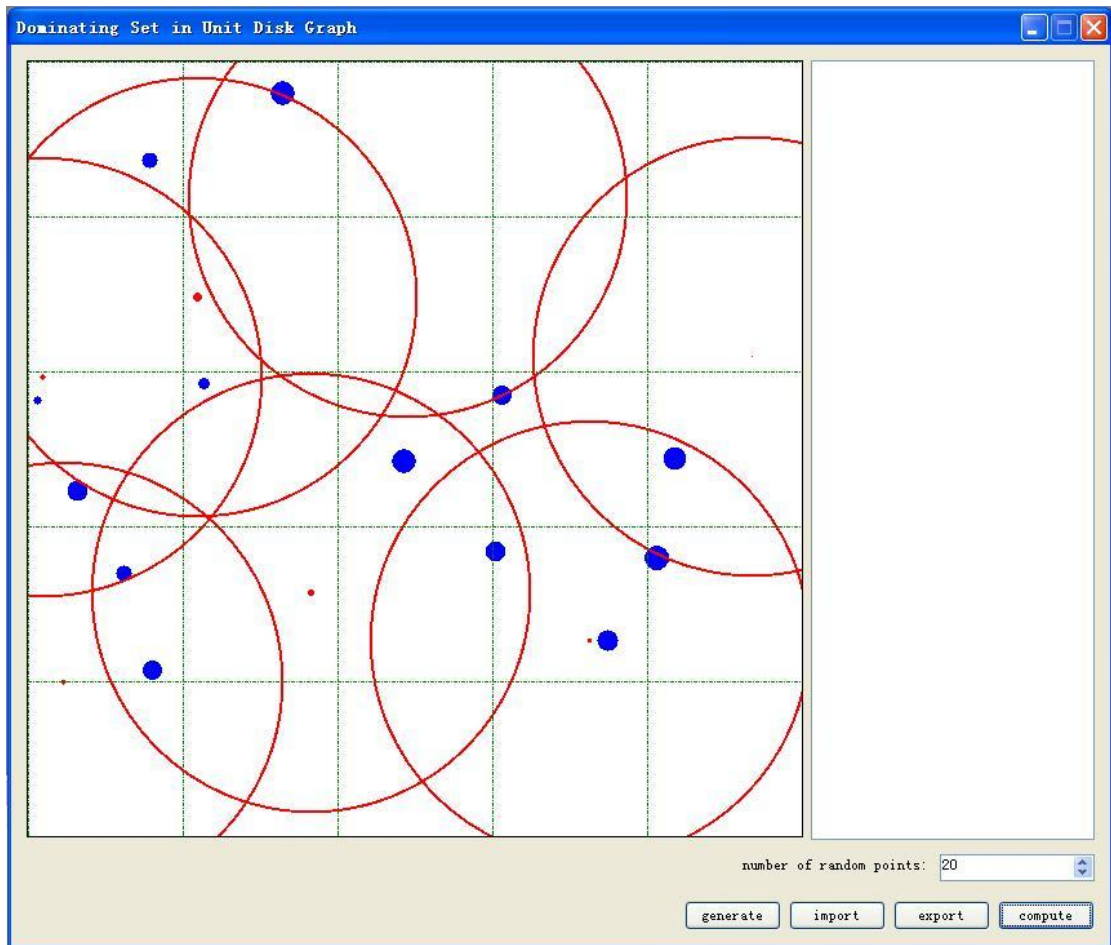 Dominating Set in Unit Disk Graph
number of random points: 20
generate import export compute